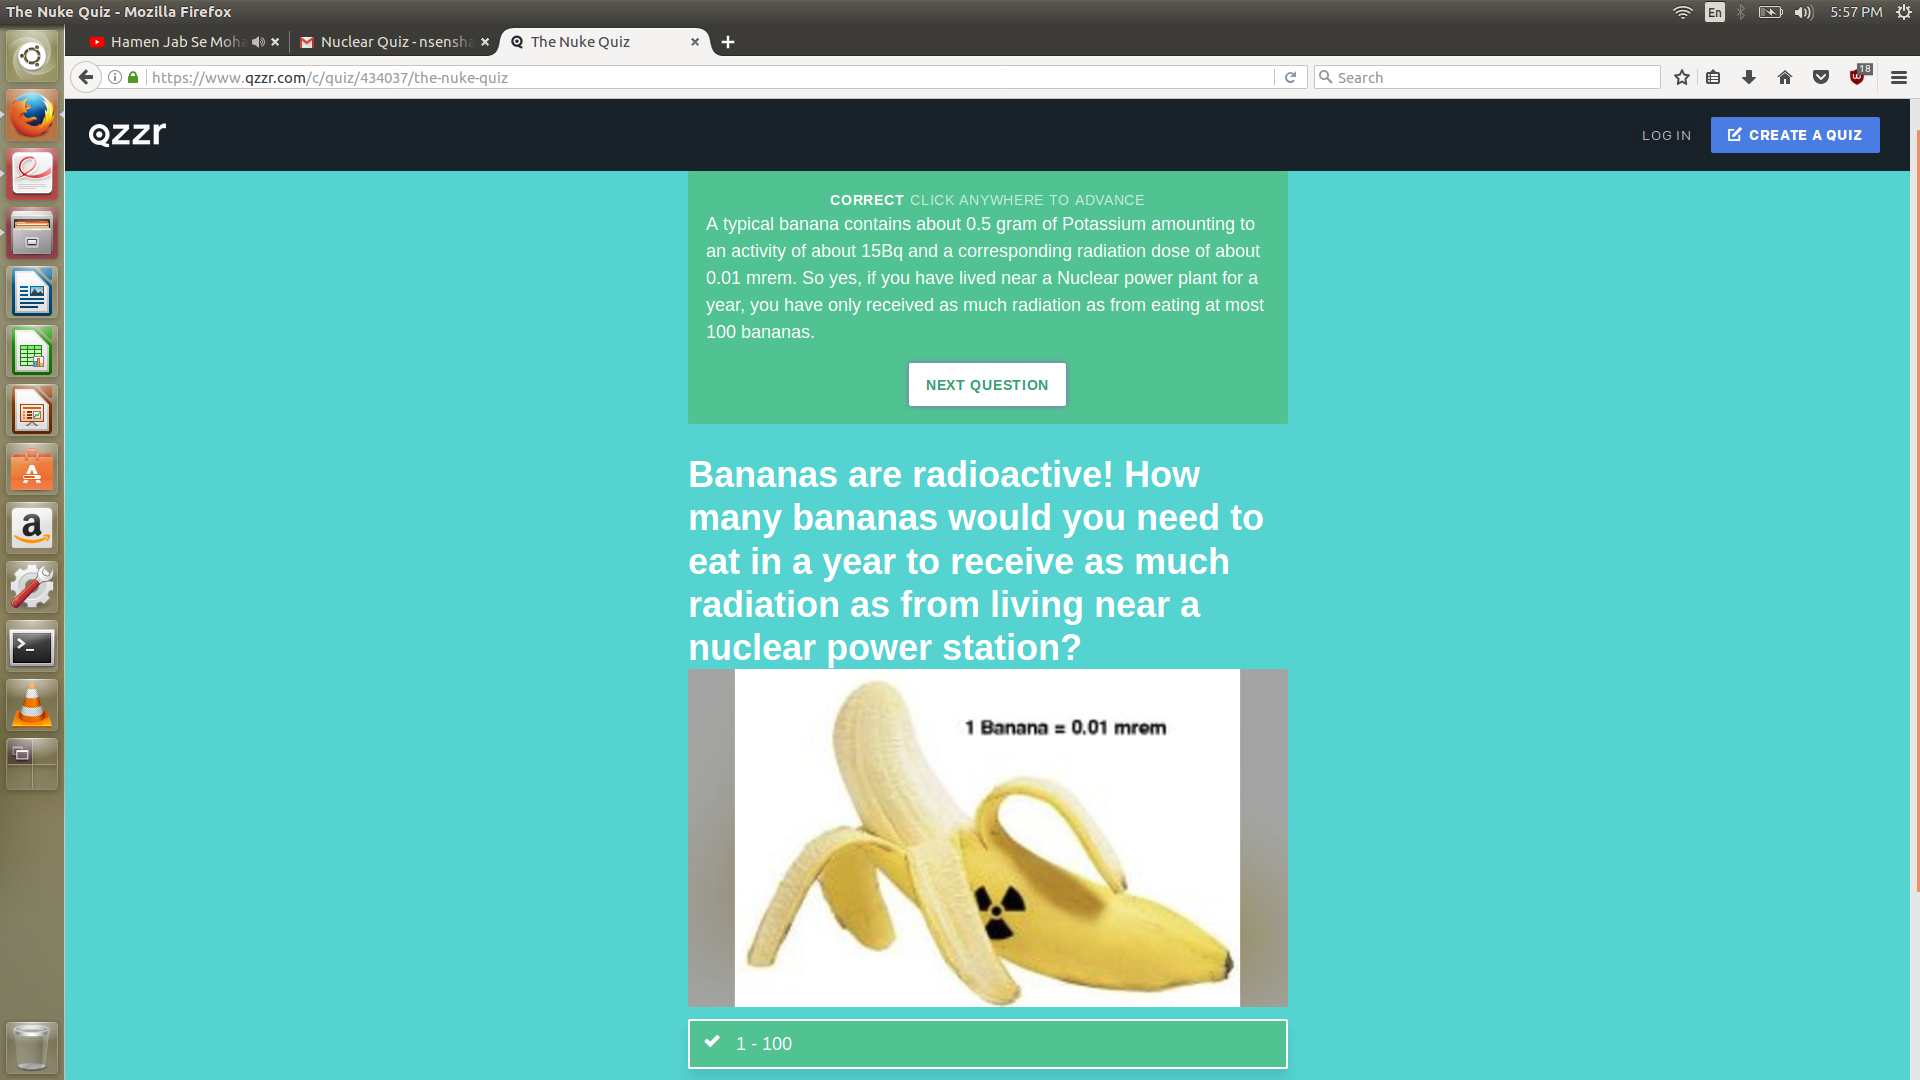 The Nuke Quiz - Mozilla Firefox
En
5:57 PM
Hamen Jab Se Moha
Nuclear Quiz - nsensha
The Nuke Quiz
https://www.qzzr.com/c/quiz/434037/the-nuke-quiz
Search
18
qzzr
LOG IN
CREATE A QUIZ
CORRECT CLICK ANYWHERE TO ADVANCE
A typical banana contains about 0.5 gram of Potassium amounting to
an activity of about 15Bq and a corresponding radiation dose of about
0.01 mrem. So yes, if you have lived near a Nuclear power plant for a
year, you have only received as much radiation as from eating at most
100 bananas.
NEXT QUESTION
Bananas are radioactive! How
many bananas would you need to
eat in a year to receive as much
radiation as from living near a
nuclear power station?
1 Banana = 0.01 mrem
1 - 100